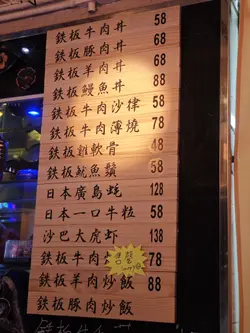 鉄板牛肉丼 58
鉄板豚肉丼 68
鉄板羊肉丼 68
鉄板鰻魚丼 88
鉄板牛肉沙律 58
鉄板牛肉薄燒 78
鉄板雞軟骨 48
鉄板魷魚鬚 58
日本廣島蚝 128
日本一口牛粒 58
沙巴大虎虾 138
鉄板牛肉 78
售罄
鉄板羊肉炒飯 88
鉄板豚肉炒飯